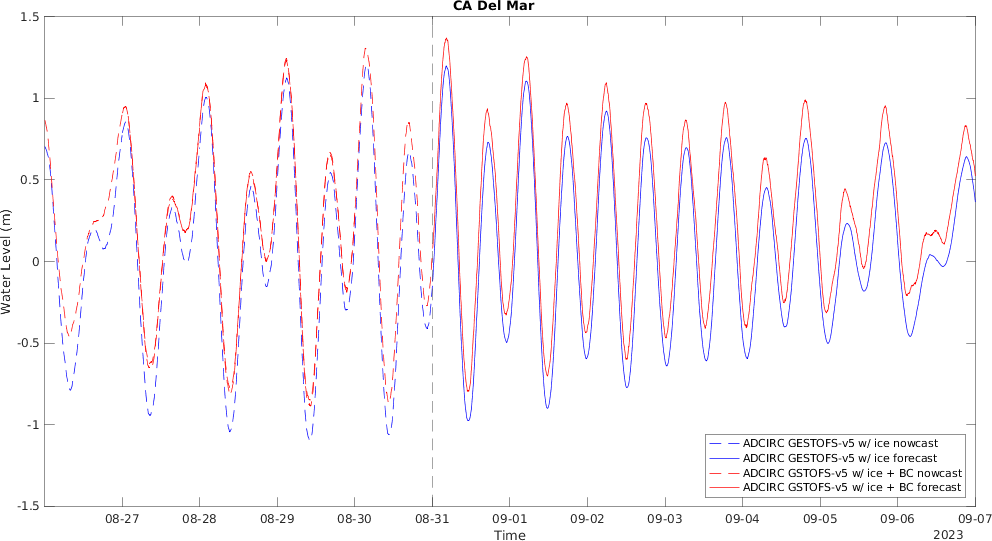 CA Del Mar
1.5
1
0.5
0
-0.5
-1
-1.5
Water Level (m)
08-27 08-28 08-29 08-30 08-31 09-01 09-02 09-03 09-04 09-05 09-06 09-07
Time
2023
ADCIRC GESTOFS-v5 w/ ice nowcast
ADCIRC GESTOFS-v5 w/ ice forecast
ADCIRC GSTOFS-v5 w/ ice + BC nowcast
ADCIRC GSTOFS-v5 w/ ice + BC forecast